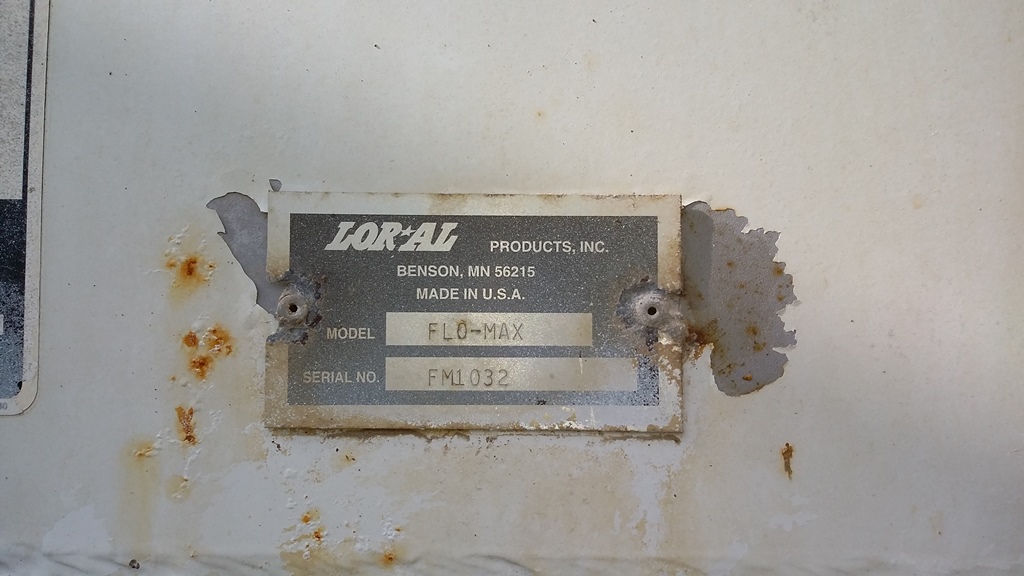 LOR★AL PRODUCTS, INC.
BENSON, MN 56215
MADE IN U.S.A.
MODEL FLO-MAX
SERIAL NO. FM1032